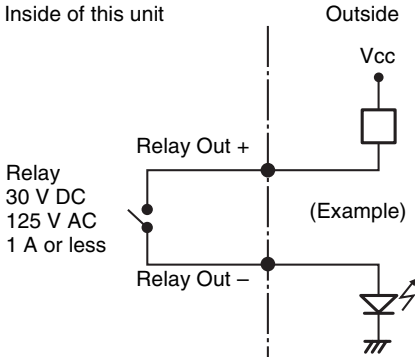 Inside of this unit
Outside
Vcc
Relay Out +
Relay
30 V DC
125 V AC
1 A or less
(Example)
Relay Out –